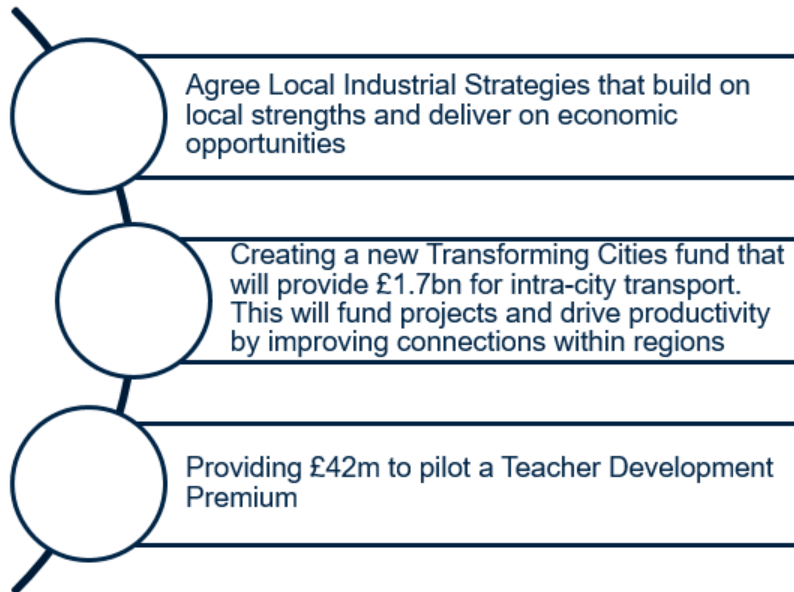 Agree Local Industrial Strategies that build on
local strengths and deliver on economic
opportunities
Creating a new Transforming Cities fund that
will provide £1.7bn for intra-city transport.
This will fund projects and drive productivity
by improving connections within regions
Providing £42m to pilot a Teacher Development
Premium